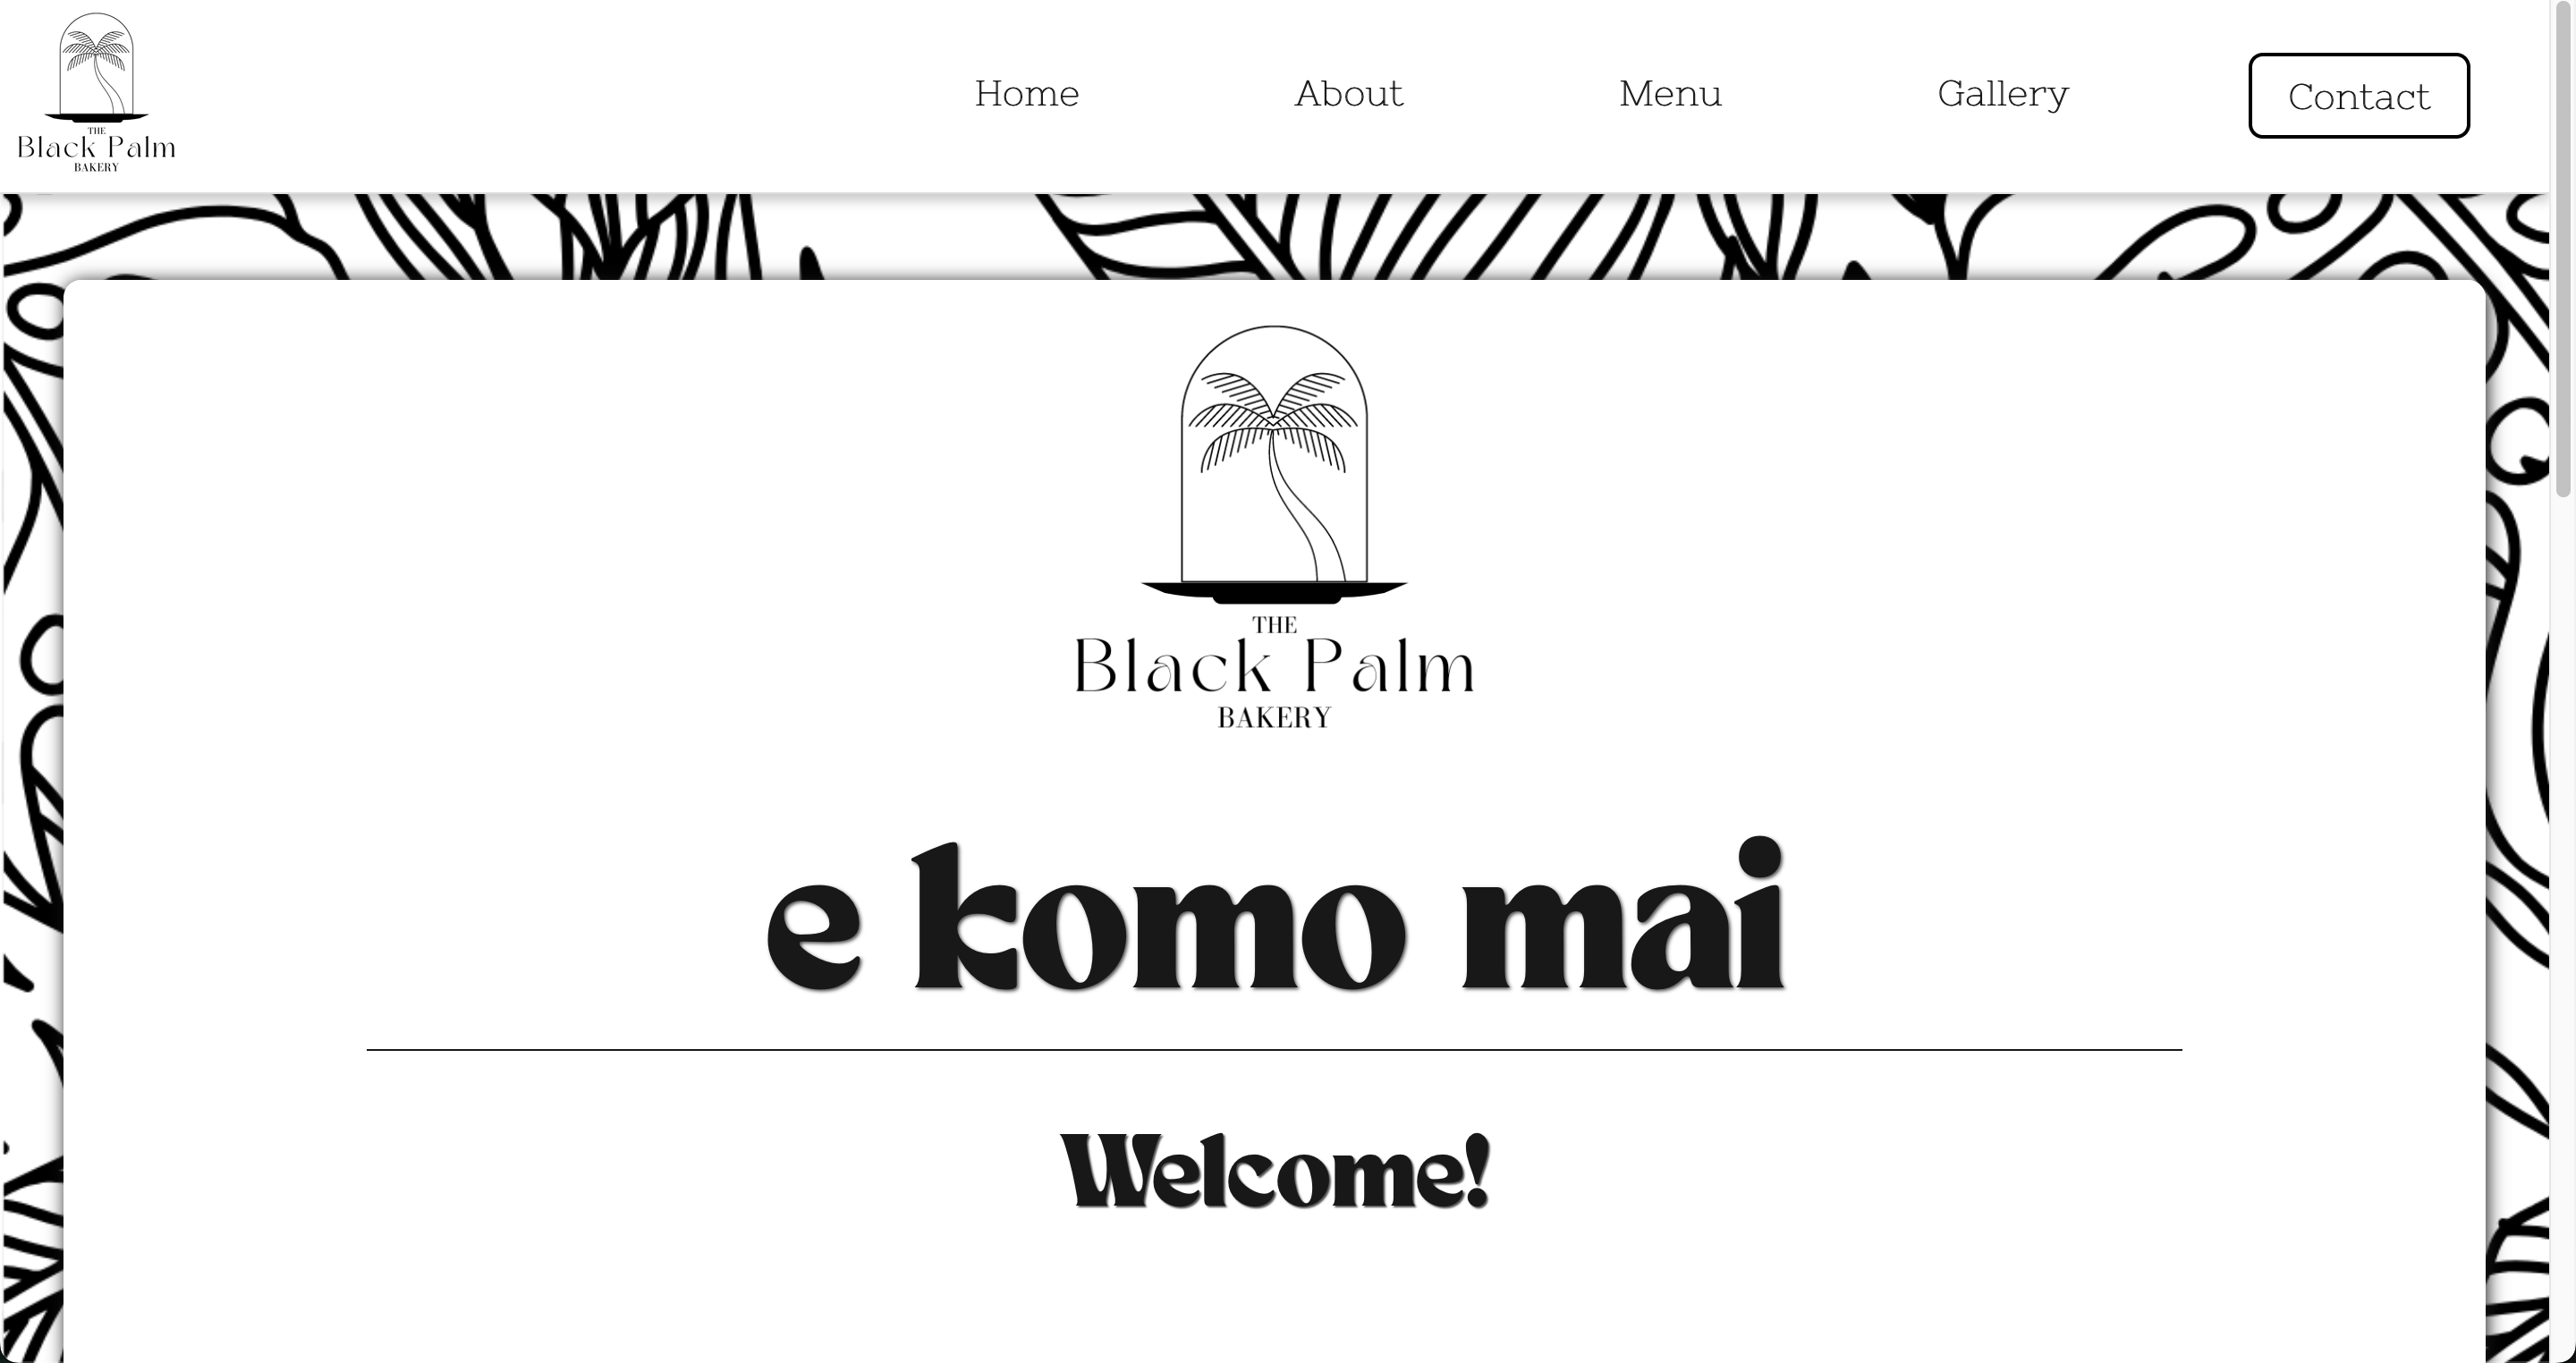 THE
Black Palm
BAKERY
Home About Menu Gallery Contact
THE
Black Palm
BAKERY
e komo mai
Welcome!